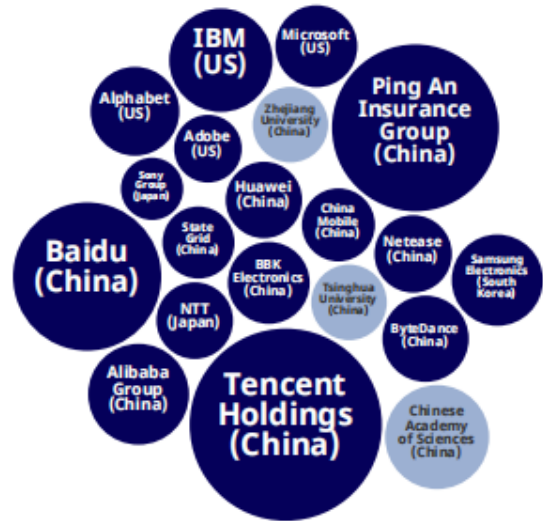 IBM
(US)
Microsoft
(US)
Ping An
Insurance
Group
(China)
Alphabet
(US)
Zhejiang
University
(China)
Adobe
(US)
Sony
Group
(Japan)
Huawei
(China)
China
Mobile
(China)
State
Grid
(China)
Netease
(China)
Baidu
(China)
BBK
Electronics
(China)
Samsung
Electronics
(South
Korea)
Tsinghua
University
(China)
NTT
(Japan)
ByteDance
(China)
Alibaba
Group
(China)
Tencent
Holdings
(China)
Chinese
Academy
of Sciences
(China)